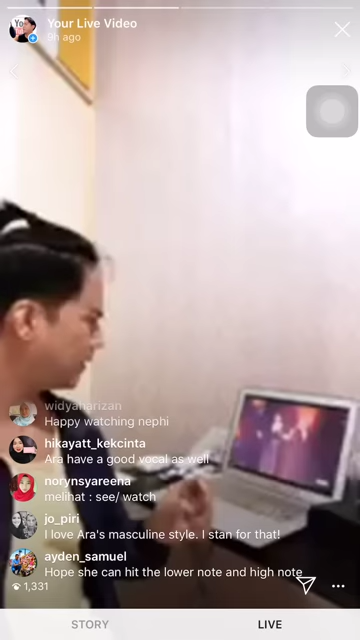 Your Live Video
9h ago
widyaharizan
Happy watching nephi
hikayatt_kekcinta
Ara have a good vocal as well
norynsyareena
melihat : see/ watch
jo_piri
I love Ara's masculine style. I stan for that!
ayden_samuel
Hope she can hit the lower note and high note
1,331
STORY
LIVE